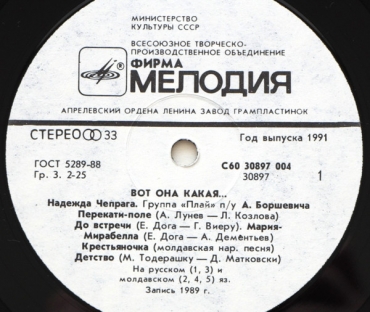 МИНИСТЕРСТВО
КУЛЬТУРЫ СССР
ВСЕСОЮЗНОЕ ТВОРЧЕСКО-
ПРОИЗВОДСТВЕННОЕ ОБЪЕДИНЕНИЕ
ФИРМА
МЕЛОДИЯ
АПРЕЛЕВСКИЙ ОРДЕНА ЛЕНИНА ЗАВОД ГРАМПЛАСТИНОК
СТЕРЕО 33
Год выпуска 1991
ГОСТ 5289-88
С60 30897 004
Гр. 3. 2-25
30897
1
ВОТ ОНА КАКАЯ...
Надежда Чепрага. Группа «Плай» п/у А. Боршевича
Перекати-поле (А. Лунев — Л. Козлова)
До встречи (Е. Дога — Г. Виеру). Мария-
Мирабелла (Е. Дога — А. Дементьев)
Крестьяночка (молдавская нар. песня)
Детство (М. Тодерашку — Д. Матковски)
На русском (1, 3) и
молдавском (2, 4, 5) яз.
Запись 1989 г.